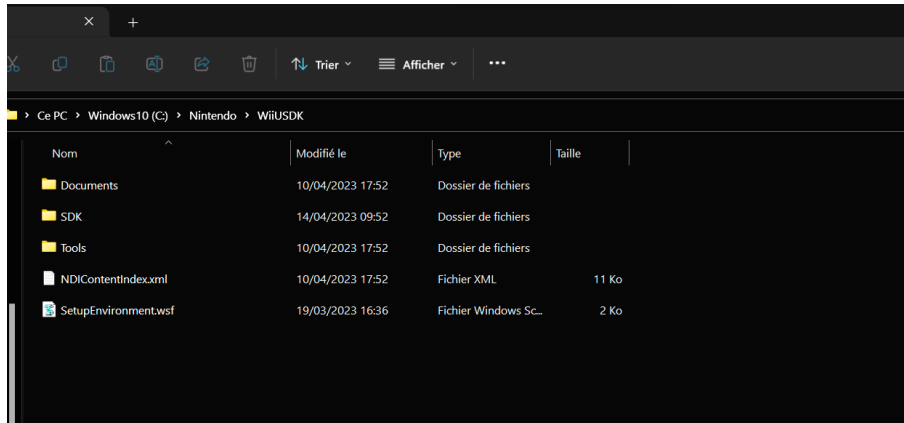 Trier Afficher
Ce PC > Windows10 (C:) > Nintendo > WiiUSDK
Nom Modifié le Type Taille
Documents 10/04/2023 17:52 Dossier de fichiers
SDK 14/04/2023 09:52 Dossier de fichiers
Tools 10/04/2023 17:52 Dossier de fichiers
NDIContentIndex.xml 10/04/2023 17:52 Fichier XML 11 Ko
SetupEnvironment.wsf 19/03/2023 16:36 Fichier Windows Sc... 2 Ko